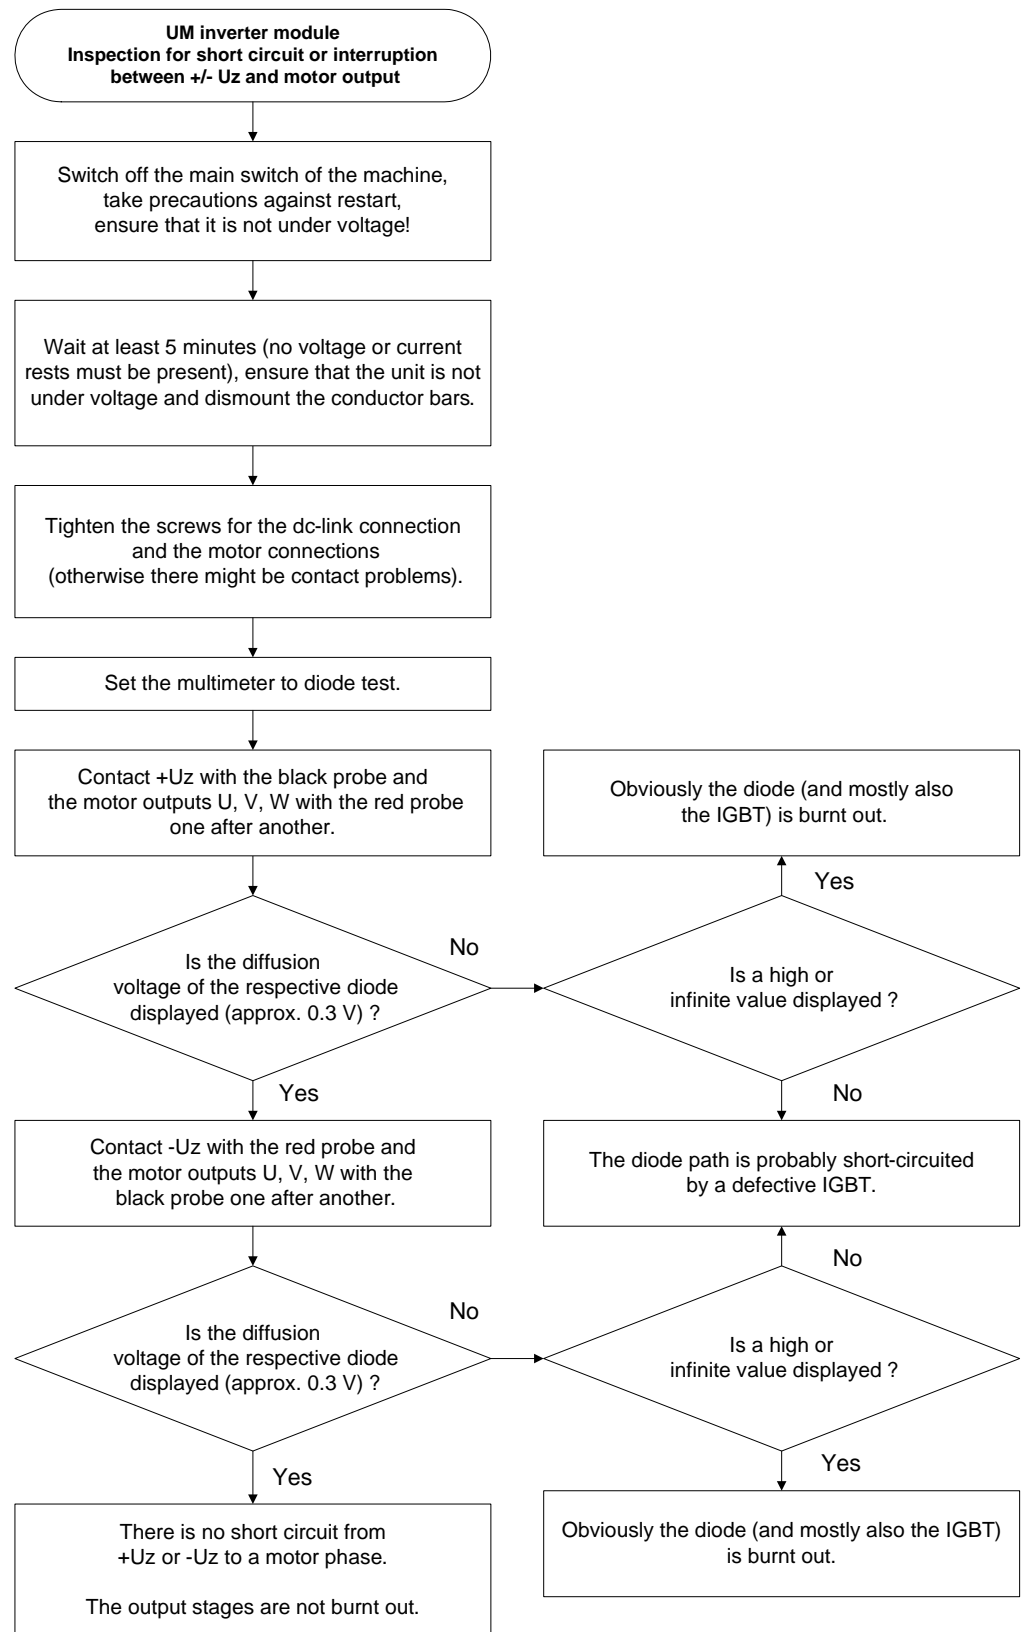 UM inverter module
Inspection for short circuit or interruption
between +/- Uz and motor output
Switch off the main switch of the machine,
take precautions against restart,
ensure that it is not under voltage!
Wait at least 5 minutes (no voltage or current
rests must be present), ensure that the unit is not
under voltage and dismount the conductor bars.
Tighten the screws for the dc-link connection
and the motor connections
(otherwise there might be contact problems).
Set the multimeter to diode test.
Contact +Uz with the black probe and
the motor outputs U, V, W with the red probe
one after another.
Obviously the diode (and mostly also
the IGBT) is burnt out.
Yes
Is the diffusion
voltage of the respective diode
displayed (approx. 0.3 V) ?
No
Is a high or
infinite value displayed ?
Yes
No
Contact -Uz with the red probe and
the motor outputs U, V, W with the
black probe one after another.
The diode path is probably short-circuited
by a defective IGBT.
No
Is the diffusion
voltage of the respective diode
displayed (approx. 0.3 V) ?
No
Is a high or
infinite value displayed ?
Yes
Yes
There is no short circuit from
+Uz or -Uz to a motor phase.
The output stages are not burnt out.
Obviously the diode (and mostly also the IGBT)
is burnt out.